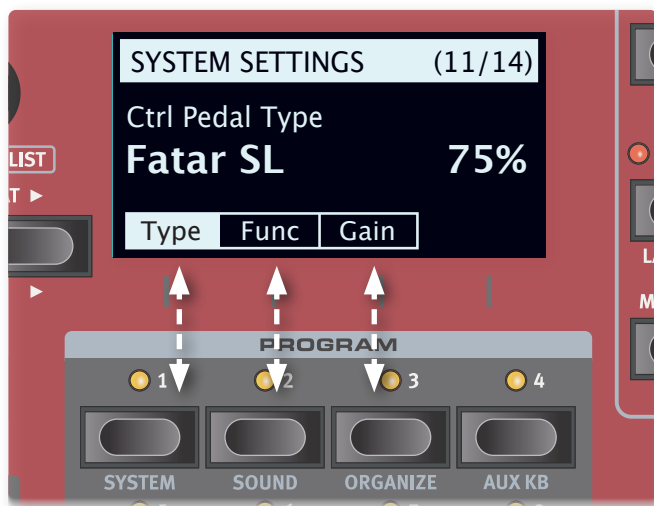 SYSTEM SETTINGS (11/14)
Ctrl Pedal Type
Fatar SL 75%
Type Func Gain
LIST
PROGRAM
1 2 3 4
SYSTEM SOUND ORGANIZE AUX KB